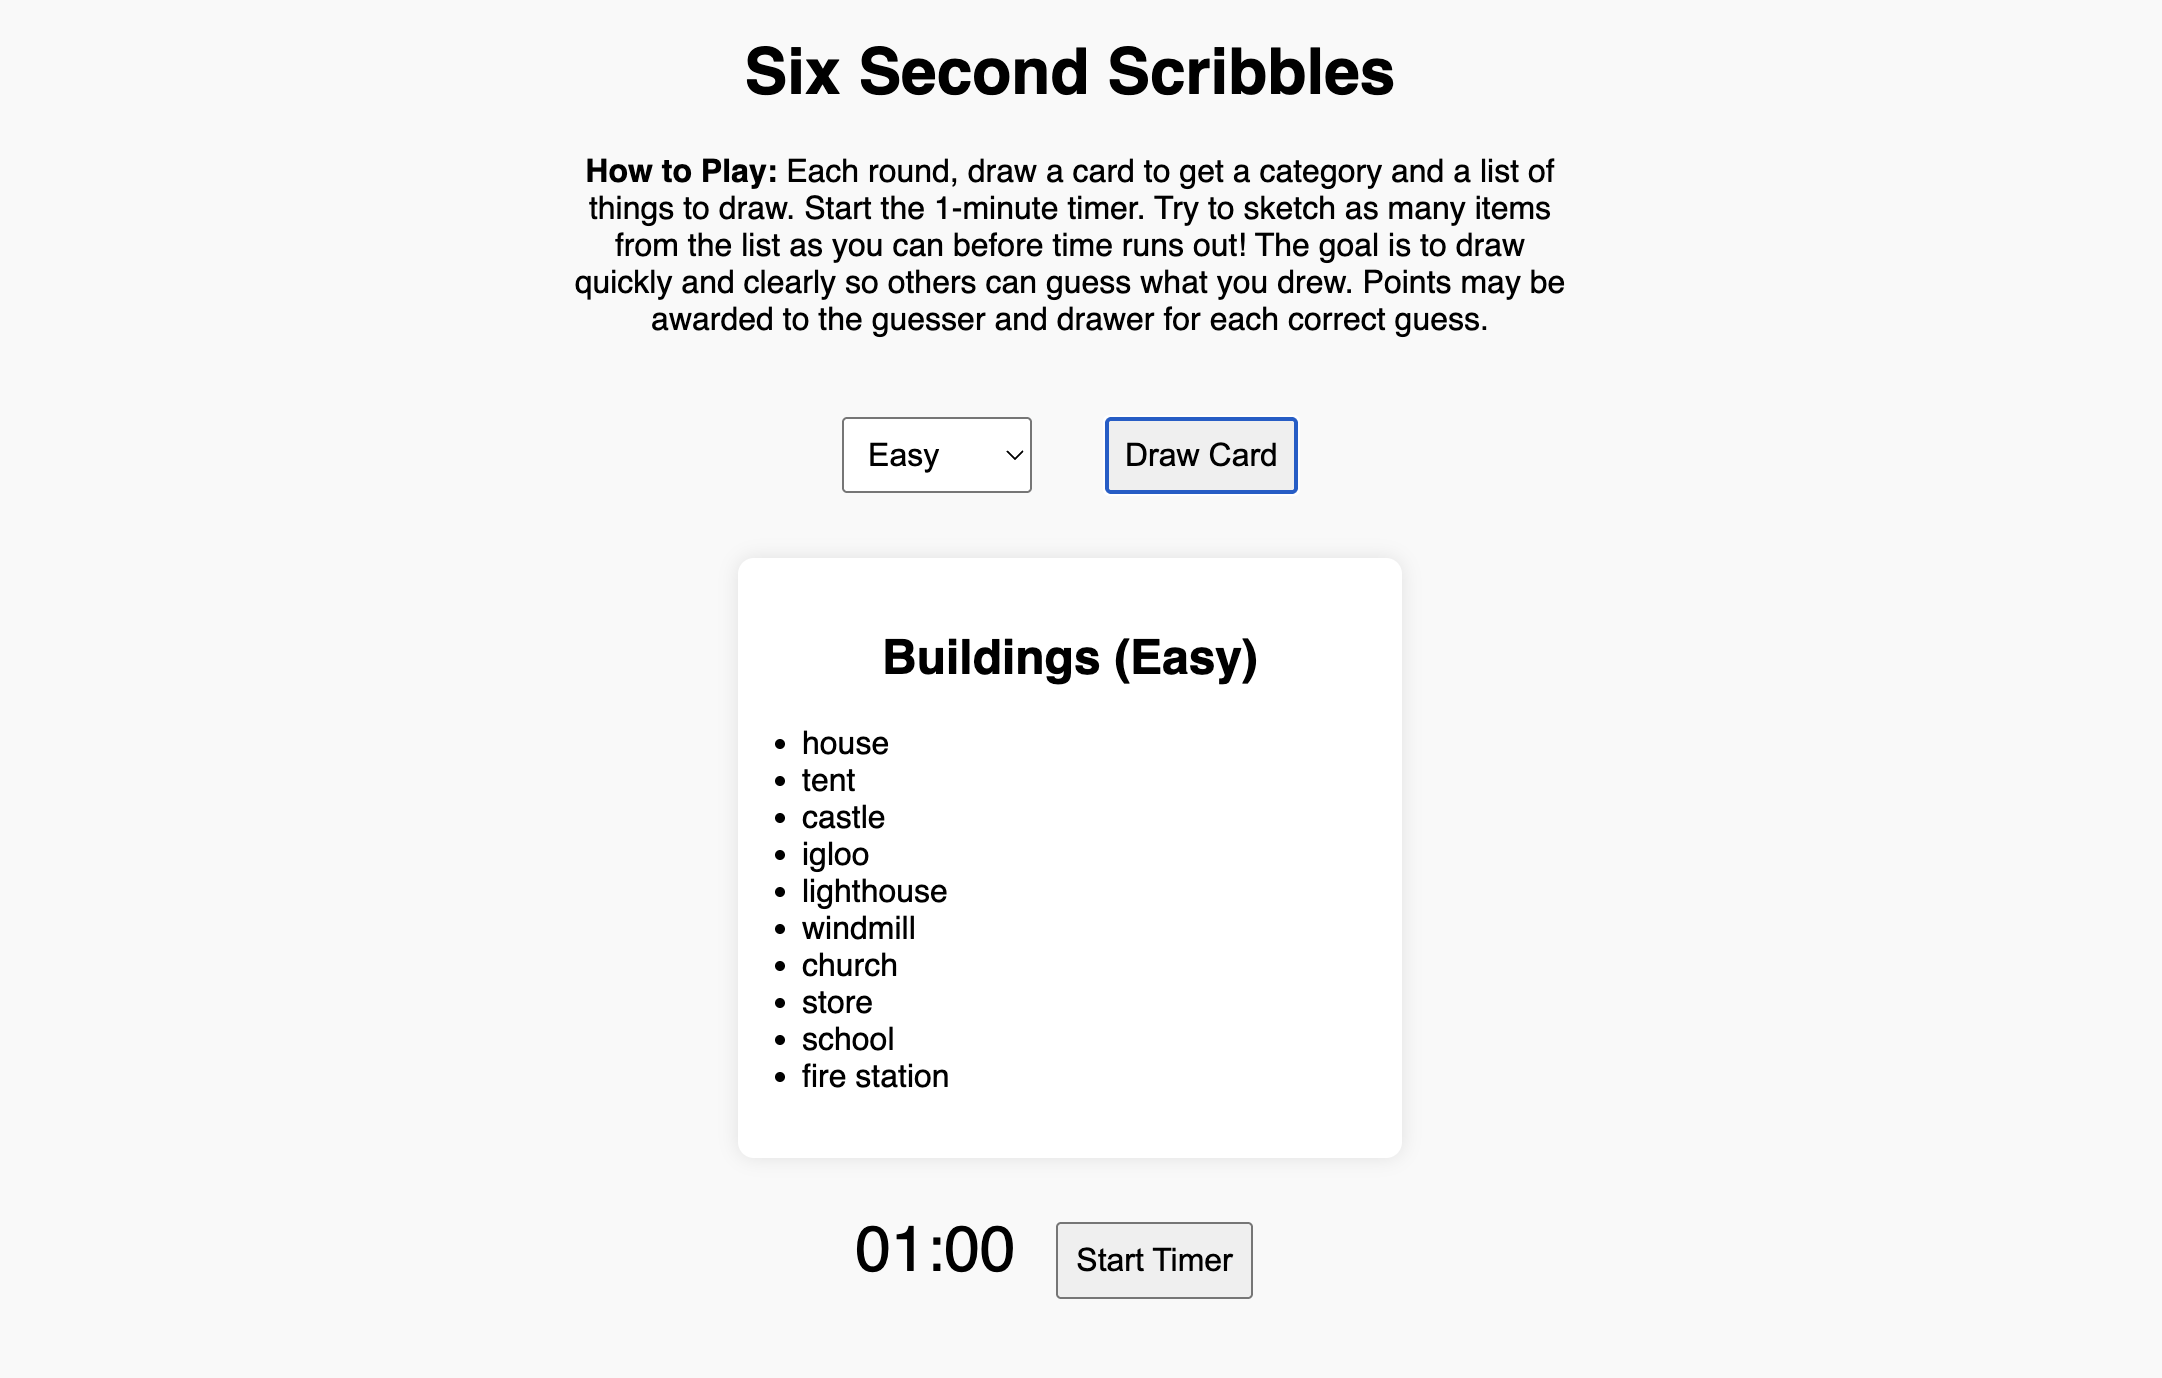 Six Second Scribbles
How to Play: Each round, draw a card to get a category and a list of
things to draw. Start the 1-minute timer. Try to sketch as many items
from the list as you can before time runs out! The goal is to draw
quickly and clearly so others can guess what you drew. Points may be
awarded to the guesser and drawer for each correct guess.
Easy
Draw Card
Buildings (Easy)
• house
• tent
• castle
• igloo
• lighthouse
• windmill
• church
• store
• school
• fire station
01:00
Start Timer